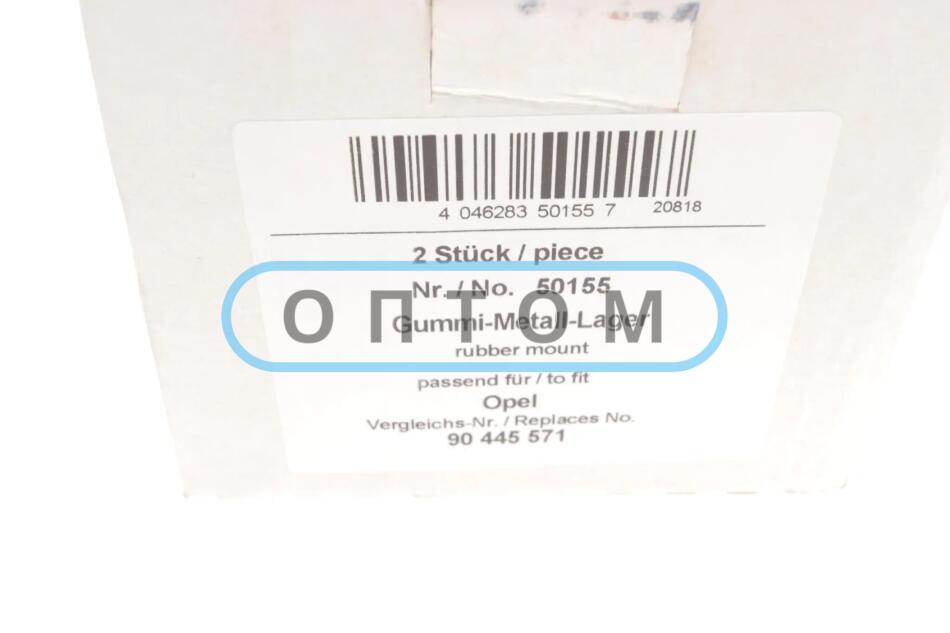 4 046283 50155 7
20818
2 Stück / piece
Nr. / No. 50155
ОПТОМ
Gummi-Metall-Lager
rubber mount
passend für / to fit
Opel
Vergleichs-Nr. / Replaces No.
90 445 571